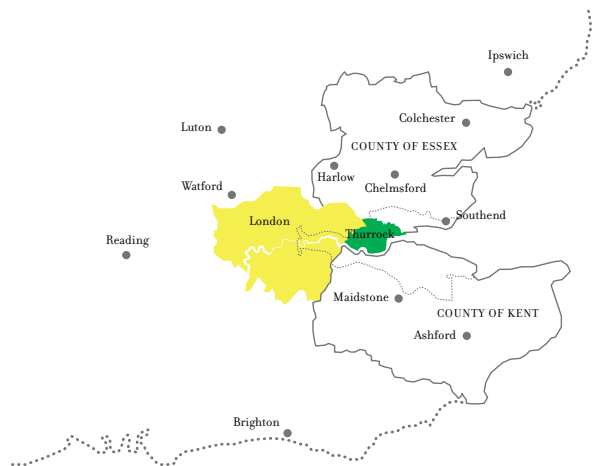 Ipswich
Colchester
Luton
COUNTY OF ESSEX
Harlow
Chelmsford
Watford
London
Southend
Thurrock
Reading
Maidstone
COUNTY OF KENT
Ashford
Brighton